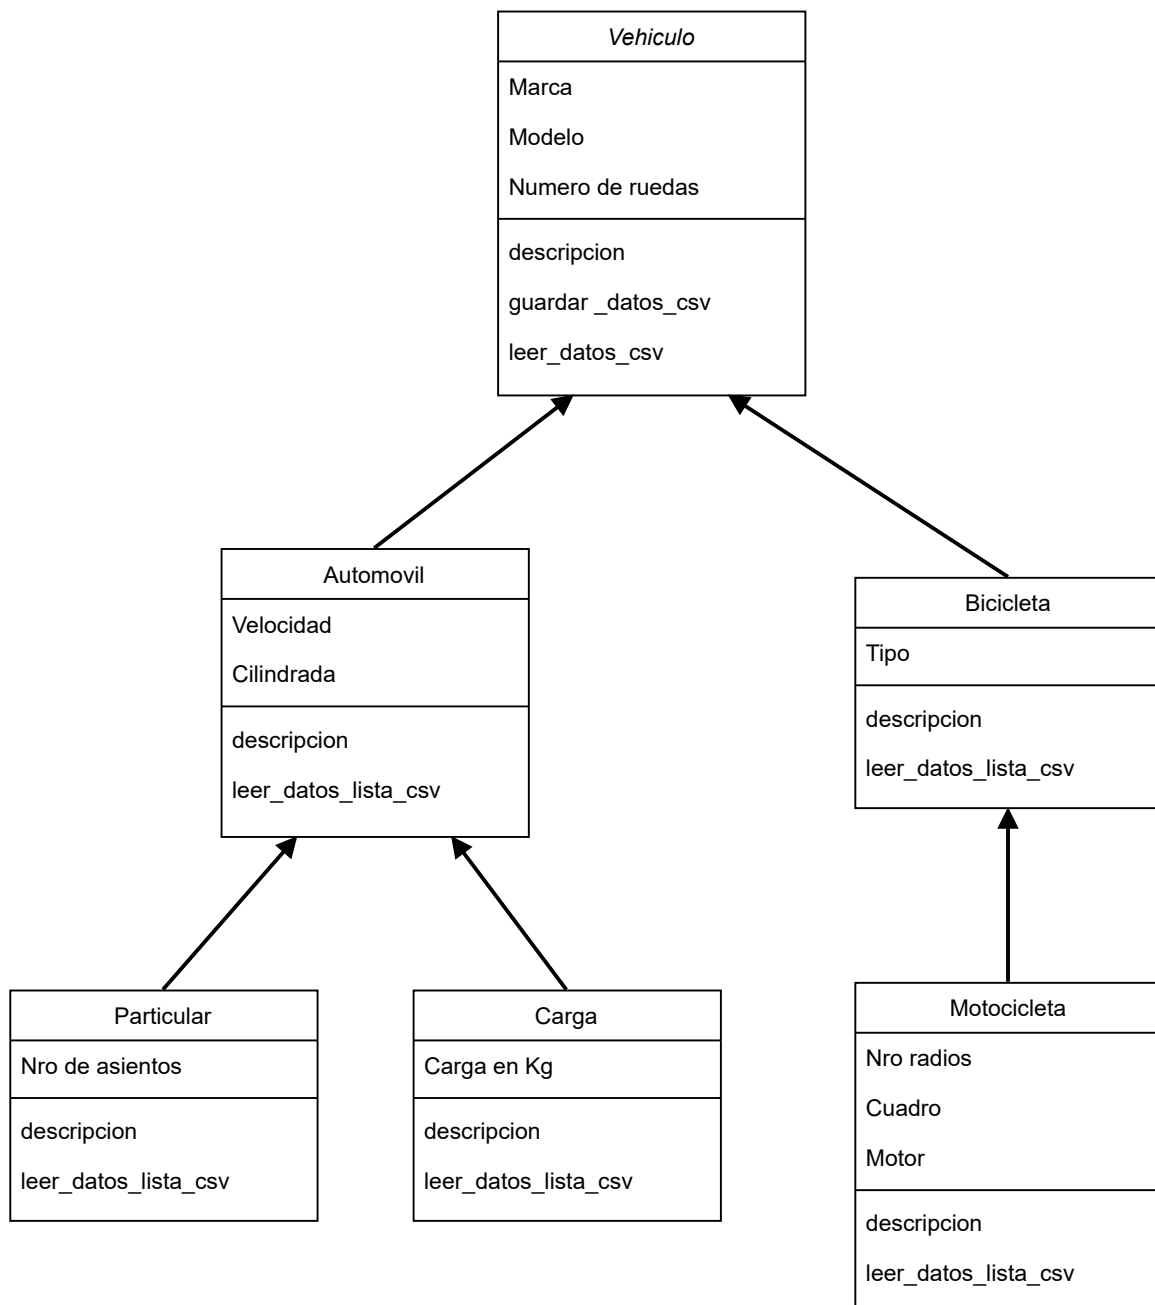 Vehiculo
Marca
Modelo
Numero de ruedas
descripcion
guardar _datos_csv
leer_datos_csv
Automovil
Velocidad
Cilindrada
descripcion
leer_datos_lista_csv
Bicicleta
Tipo
descripcion
leer_datos_lista_csv
Particular
Nro de asientos
descripcion
leer_datos_lista_csv
Carga
Carga en Kg
descripcion
leer_datos_lista_csv
Motocicleta
Nro radios
Cuadro
Motor
descripcion
leer_datos_lista_csv